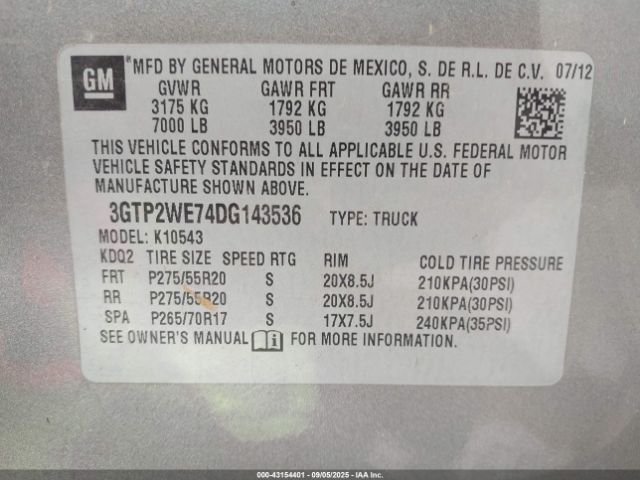 GM
*MFD BY GENERAL MOTORS DE MEXICO, S. DE R.L. DE C.V. 07/12
GVWR GAWR FRT GAWR RR
3175 KG 1792 KG 1792 KG
7000 LB 3950 LB 3950 LB
THIS VEHICLE CONFORMS TO ALL APPLICABLE U.S. FEDERAL MOTOR
VEHICLE SAFETY STANDARDS IN EFFECT ON THE DATE OF
MANUFACTURE SHOWN ABOVE.
3GTP2WE74DG143536 TYPE: TRUCK
MODEL: K10543
KDQ2 TIRE SIZE SPEED RTG RIM COLD TIRE PRESSURE
FRT P275/55R20 S 20X8.5J 210KPA(30PSI)
RR P275/55R20 S 20X8.5J 210KPA(30PSI)
SPA P265/70R17 S 17X7.5J 240KPA(35PSI)
SEE OWNER'S MANUAL FOR MORE INFORMATION.
000-43154401 - 09/05/2025 - IAA, Inc.